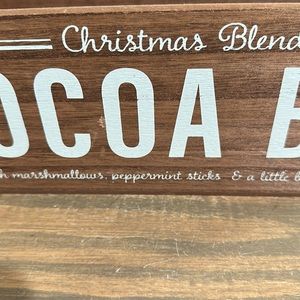 Christmas Blend
OCOA B
h marshmallows, peppermint sticks & a little b